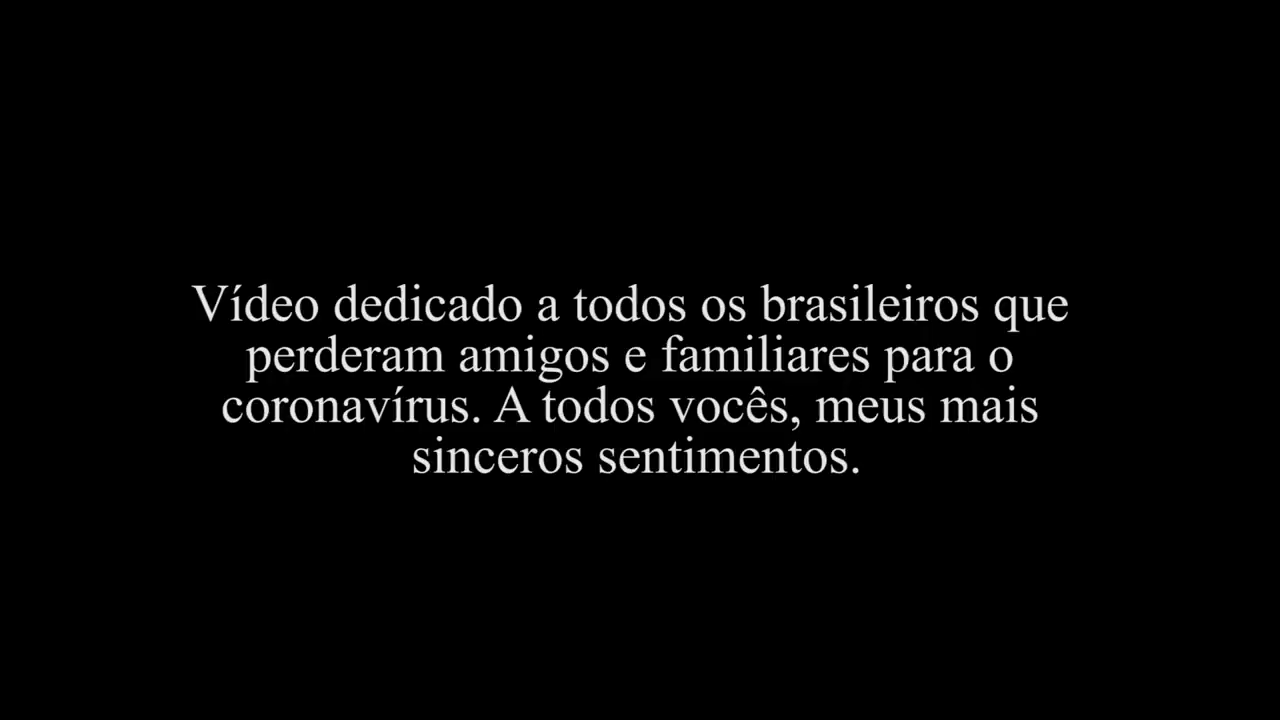 Vídeo dedicado a todos os brasileiros que
perderam amigos e familiares para o
coronavírus. A todos vocês, meus mais
sinceros sentimentos.